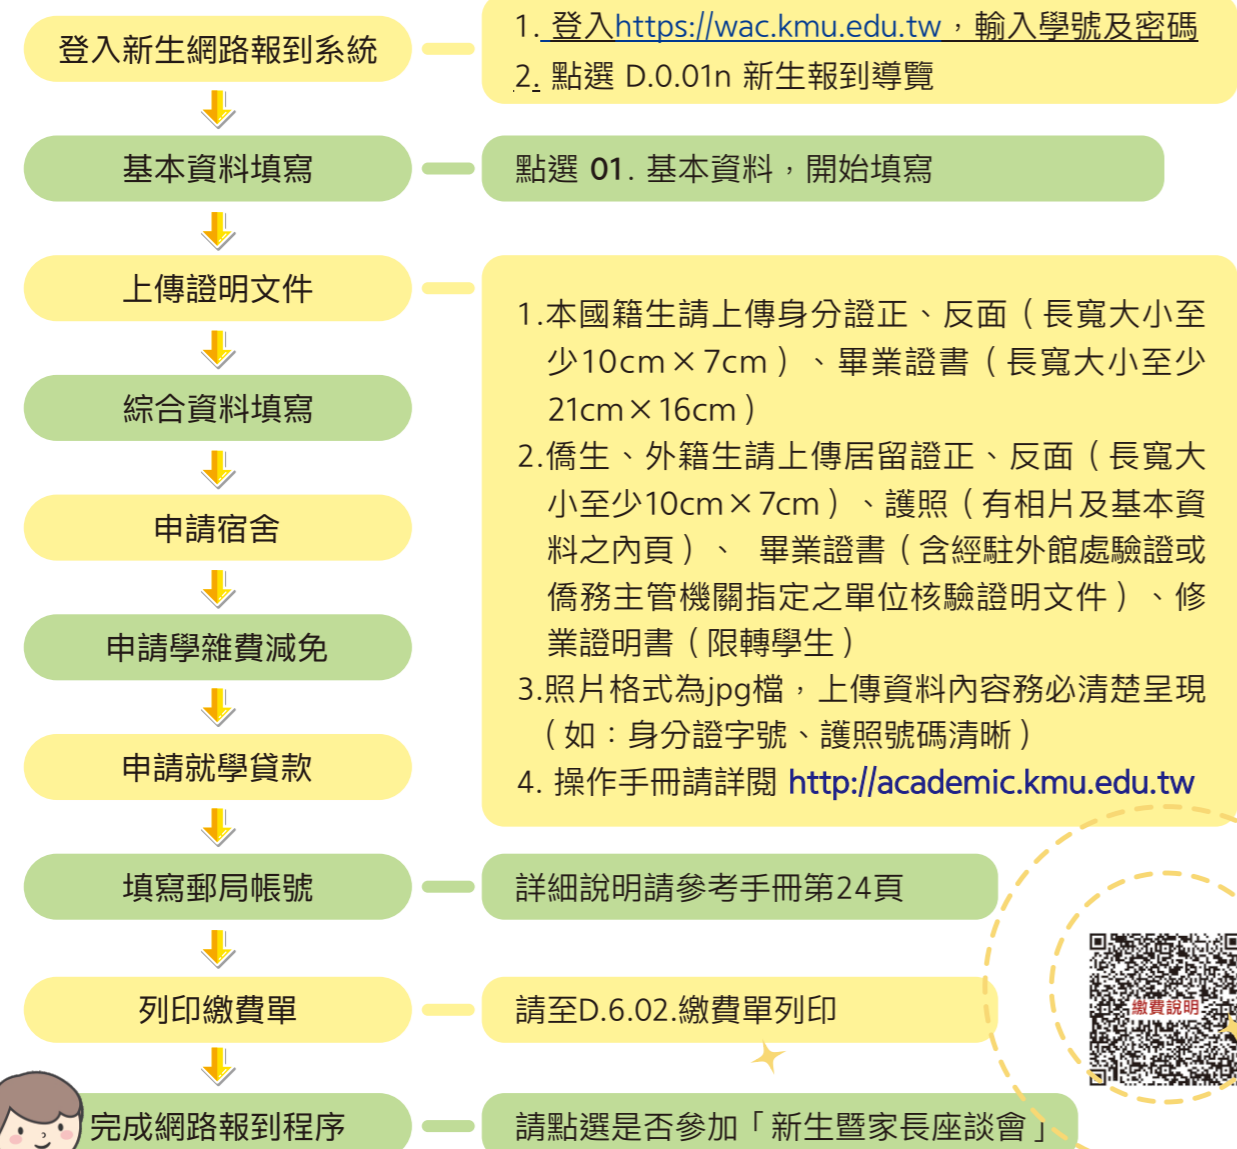 登入新生網路報到系統
1. 登入https://wac.kmu.edu.tw，輸入學號及密碼
2. 點選 D.0.01n 新生報到導覽
基本資料填寫
點選 01. 基本資料，開始填寫
上傳證明文件
1.本國籍生請上傳身分證正、反面（長寬大小至
少10cm×7cm）、畢業證書（長寬大小至少
21cm×16cm）
2.僑生、外籍生請上傳居留證正、反面（長寬大
小至少10cm×7cm）、護照（有相片及基本資
料之內頁）、 畢業證書（含經駐外館處驗證或
僑務主管機關指定之單位核驗證明文件）、修
業證明書（限轉學生）
3.照片格式為jpg檔，上傳資料內容務必清楚呈現
（如：身分證字號、護照號碼清晰）
4. 操作手冊請詳閱 http://academic.kmu.edu.tw
綜合資料填寫
申請宿舍
申請學雜費減免
申請就學貸款
填寫郵局帳號
詳細說明請參考手冊第24頁
列印繳費單
請至D.6.02.繳費單列印
繳費說明
完成網路報到程序
請點選是否參加「新生暨家長座談會」